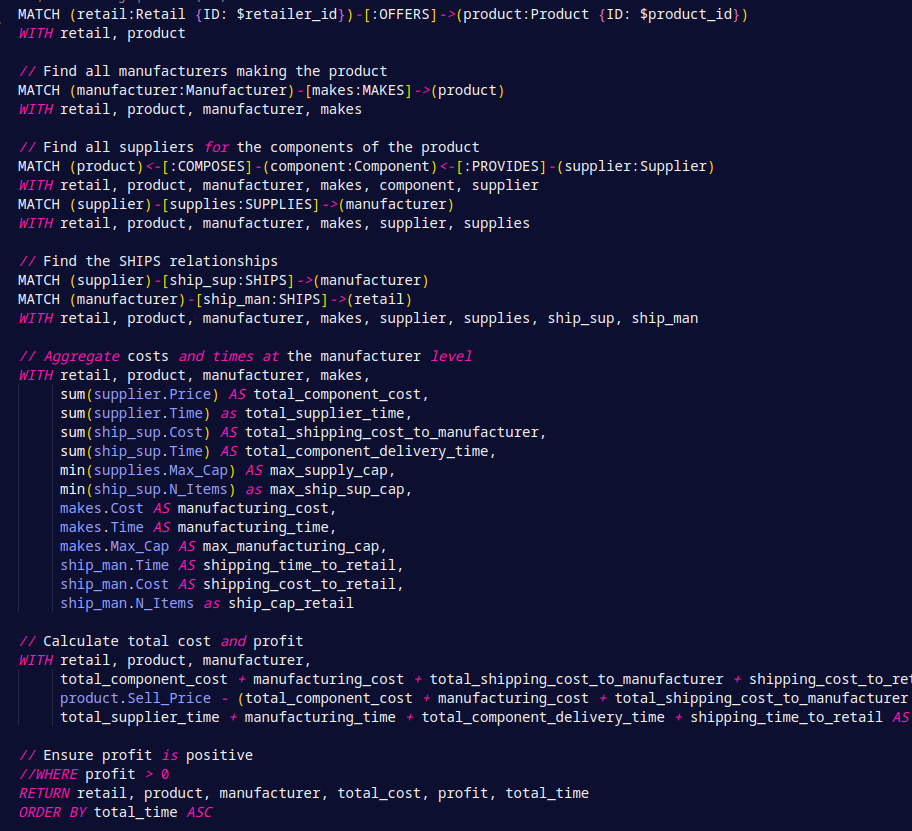 MATCH (retail:Retail {ID: $retailer_id})-[:OFFERS]->(product:Product {ID: $product_id})
WITH retail, product
// Find all manufacturers making the product
MATCH (manufacturer:Manufacturer)-[makes:MAKES]->(product)
WITH retail, product, manufacturer, makes
// Find all suppliers for the components of the product
MATCH (product)<-[:COMPOSES]-(component:Component)<-[:PROVIDES]-(supplier:Supplier)
WITH retail, product, manufacturer, makes, component, supplier
MATCH (supplier)-[supplies:SUPPLIES]->(manufacturer)
WITH retail, product, manufacturer, makes, supplier, supplies
// Find the SHIPS relationships
MATCH (supplier)-[ship_sup:SHIPS]->(manufacturer)
MATCH (manufacturer)-[ship_man:SHIPS]->(retail)
WITH retail, product, manufacturer, makes, supplier, supplies, ship_sup, ship_man
// Aggregate costs and times at the manufacturer level
WITH retail, product, manufacturer, makes,
sum(supplier.Price) AS total_component_cost,
sum(supplier.Time) as total_supplier_time,
sum(ship_sup.Cost) AS total_shipping_cost_to_manufacturer,
sum(ship_sup.Time) AS total_component_delivery_time,
min(supplies.Max_Cap) AS max_supply_cap,
min(ship_sup.N_Items) as max_ship_sup_cap,
makes.Cost AS manufacturing_cost,
makes.Time AS manufacturing_time,
makes.Max_Cap AS max_manufacturing_cap,
ship_man.Time AS shipping_time_to_retail,
ship_man.Cost AS shipping_cost_to_retail,
ship_man.N_Items as ship_cap_retail
// Calculate total cost and profit
WITH retail, product, manufacturer,
total_component_cost + manufacturing_cost + total_shipping_cost_to_manufacturer + shipping_cost_to_ret
product.Sell_Price - (total_component_cost + manufacturing_cost + total_shipping_cost_to_manufacturer
total_supplier_time + manufacturing_time + total_component_delivery_time + shipping_time_to_retail AS
// Ensure profit is positive
//WHERE profit > 0
RETURN retail, product, manufacturer, total_cost, profit, total_time
ORDER BY total_time ASC